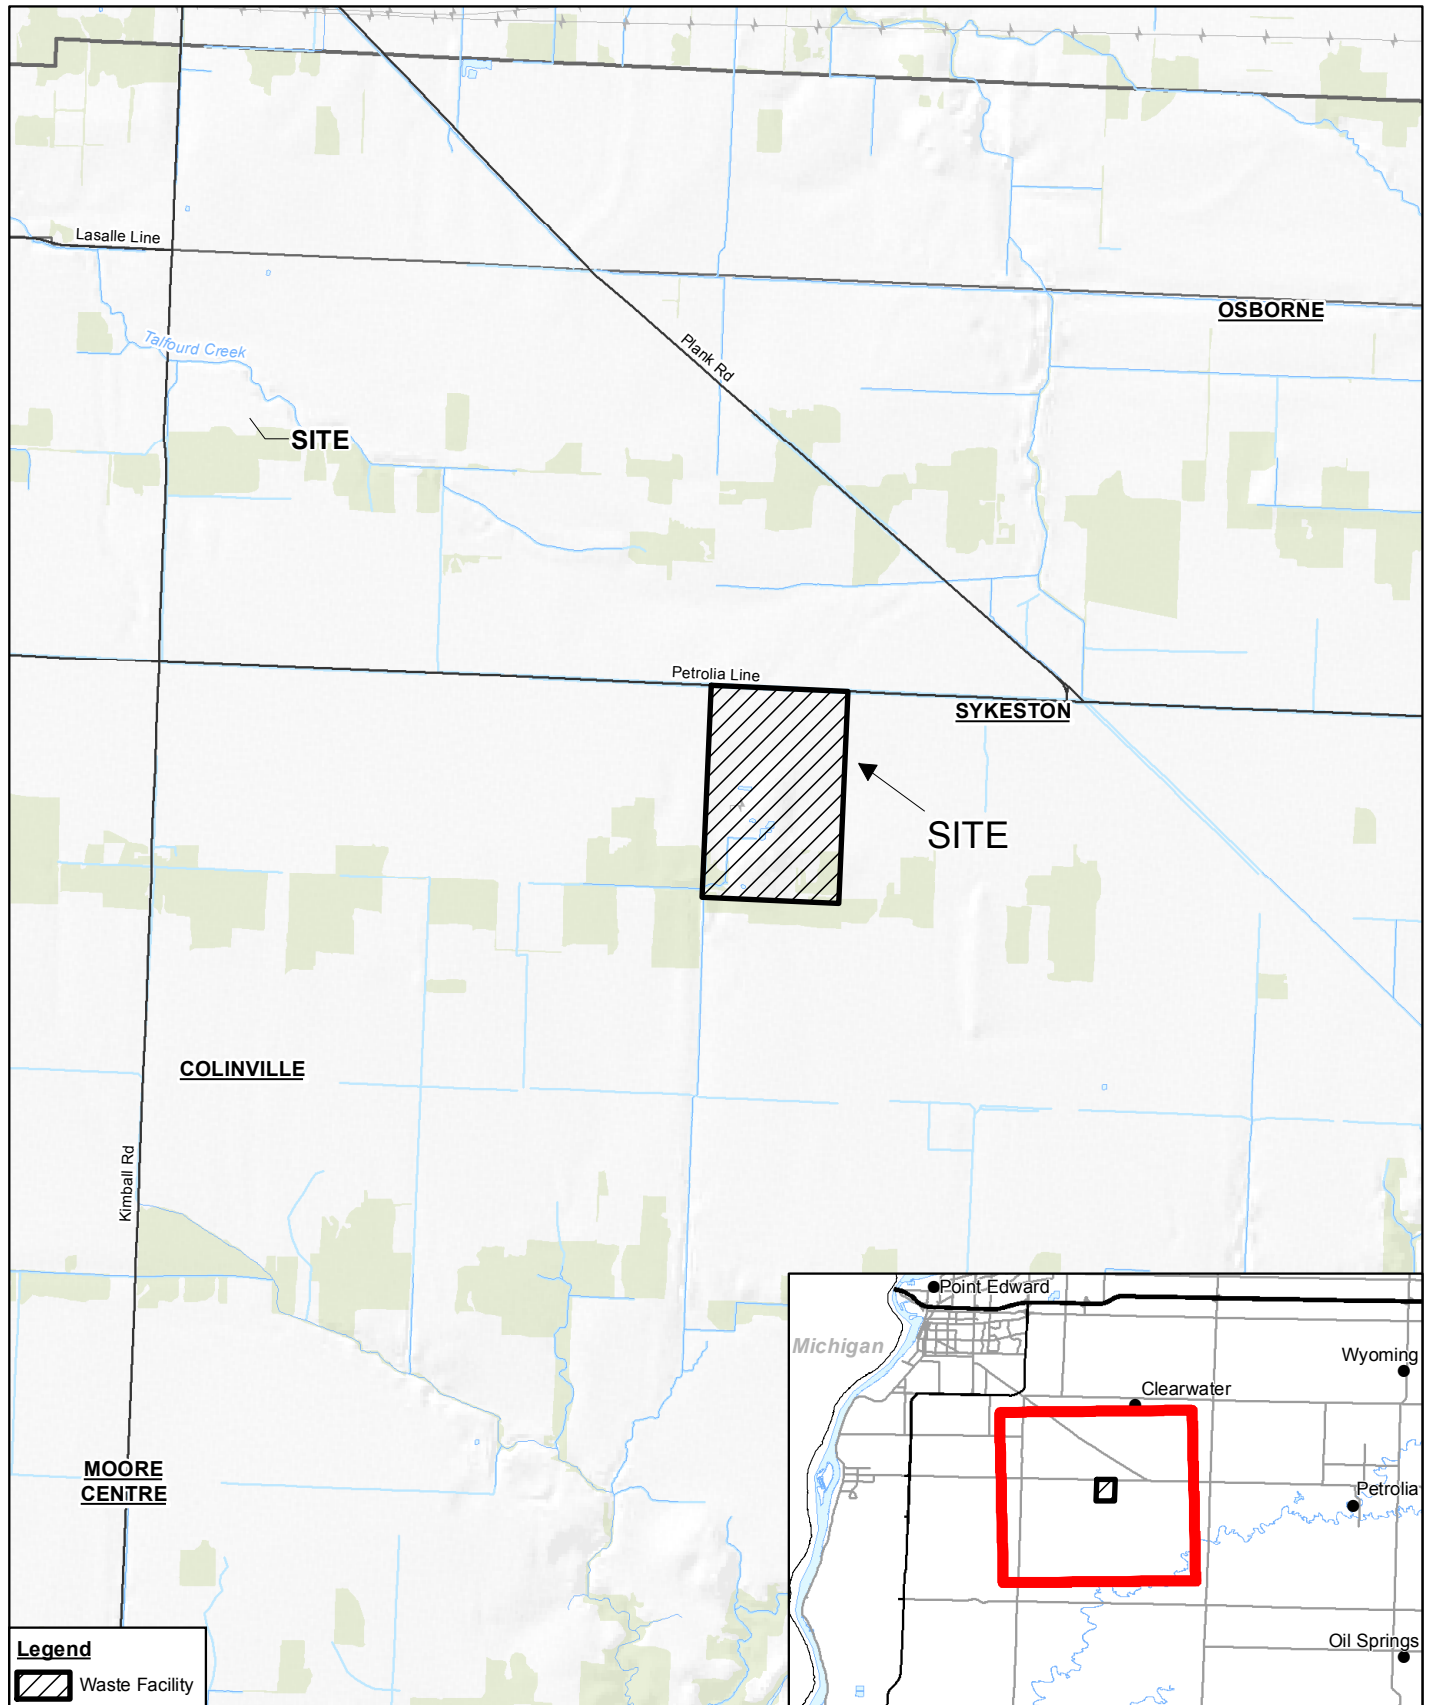 Lasalle Line
OSBORNE
Talfourd Creek
Plank Rd
SITE
Petrolia Line
SYKESTON
SITE
COLINVILLE
Kimball Rd
MOORE
CENTRE
Point Edward
Michigan
Wyoming
Clearwater
Petrolia
Oil Springs
Legend
Waste Facility